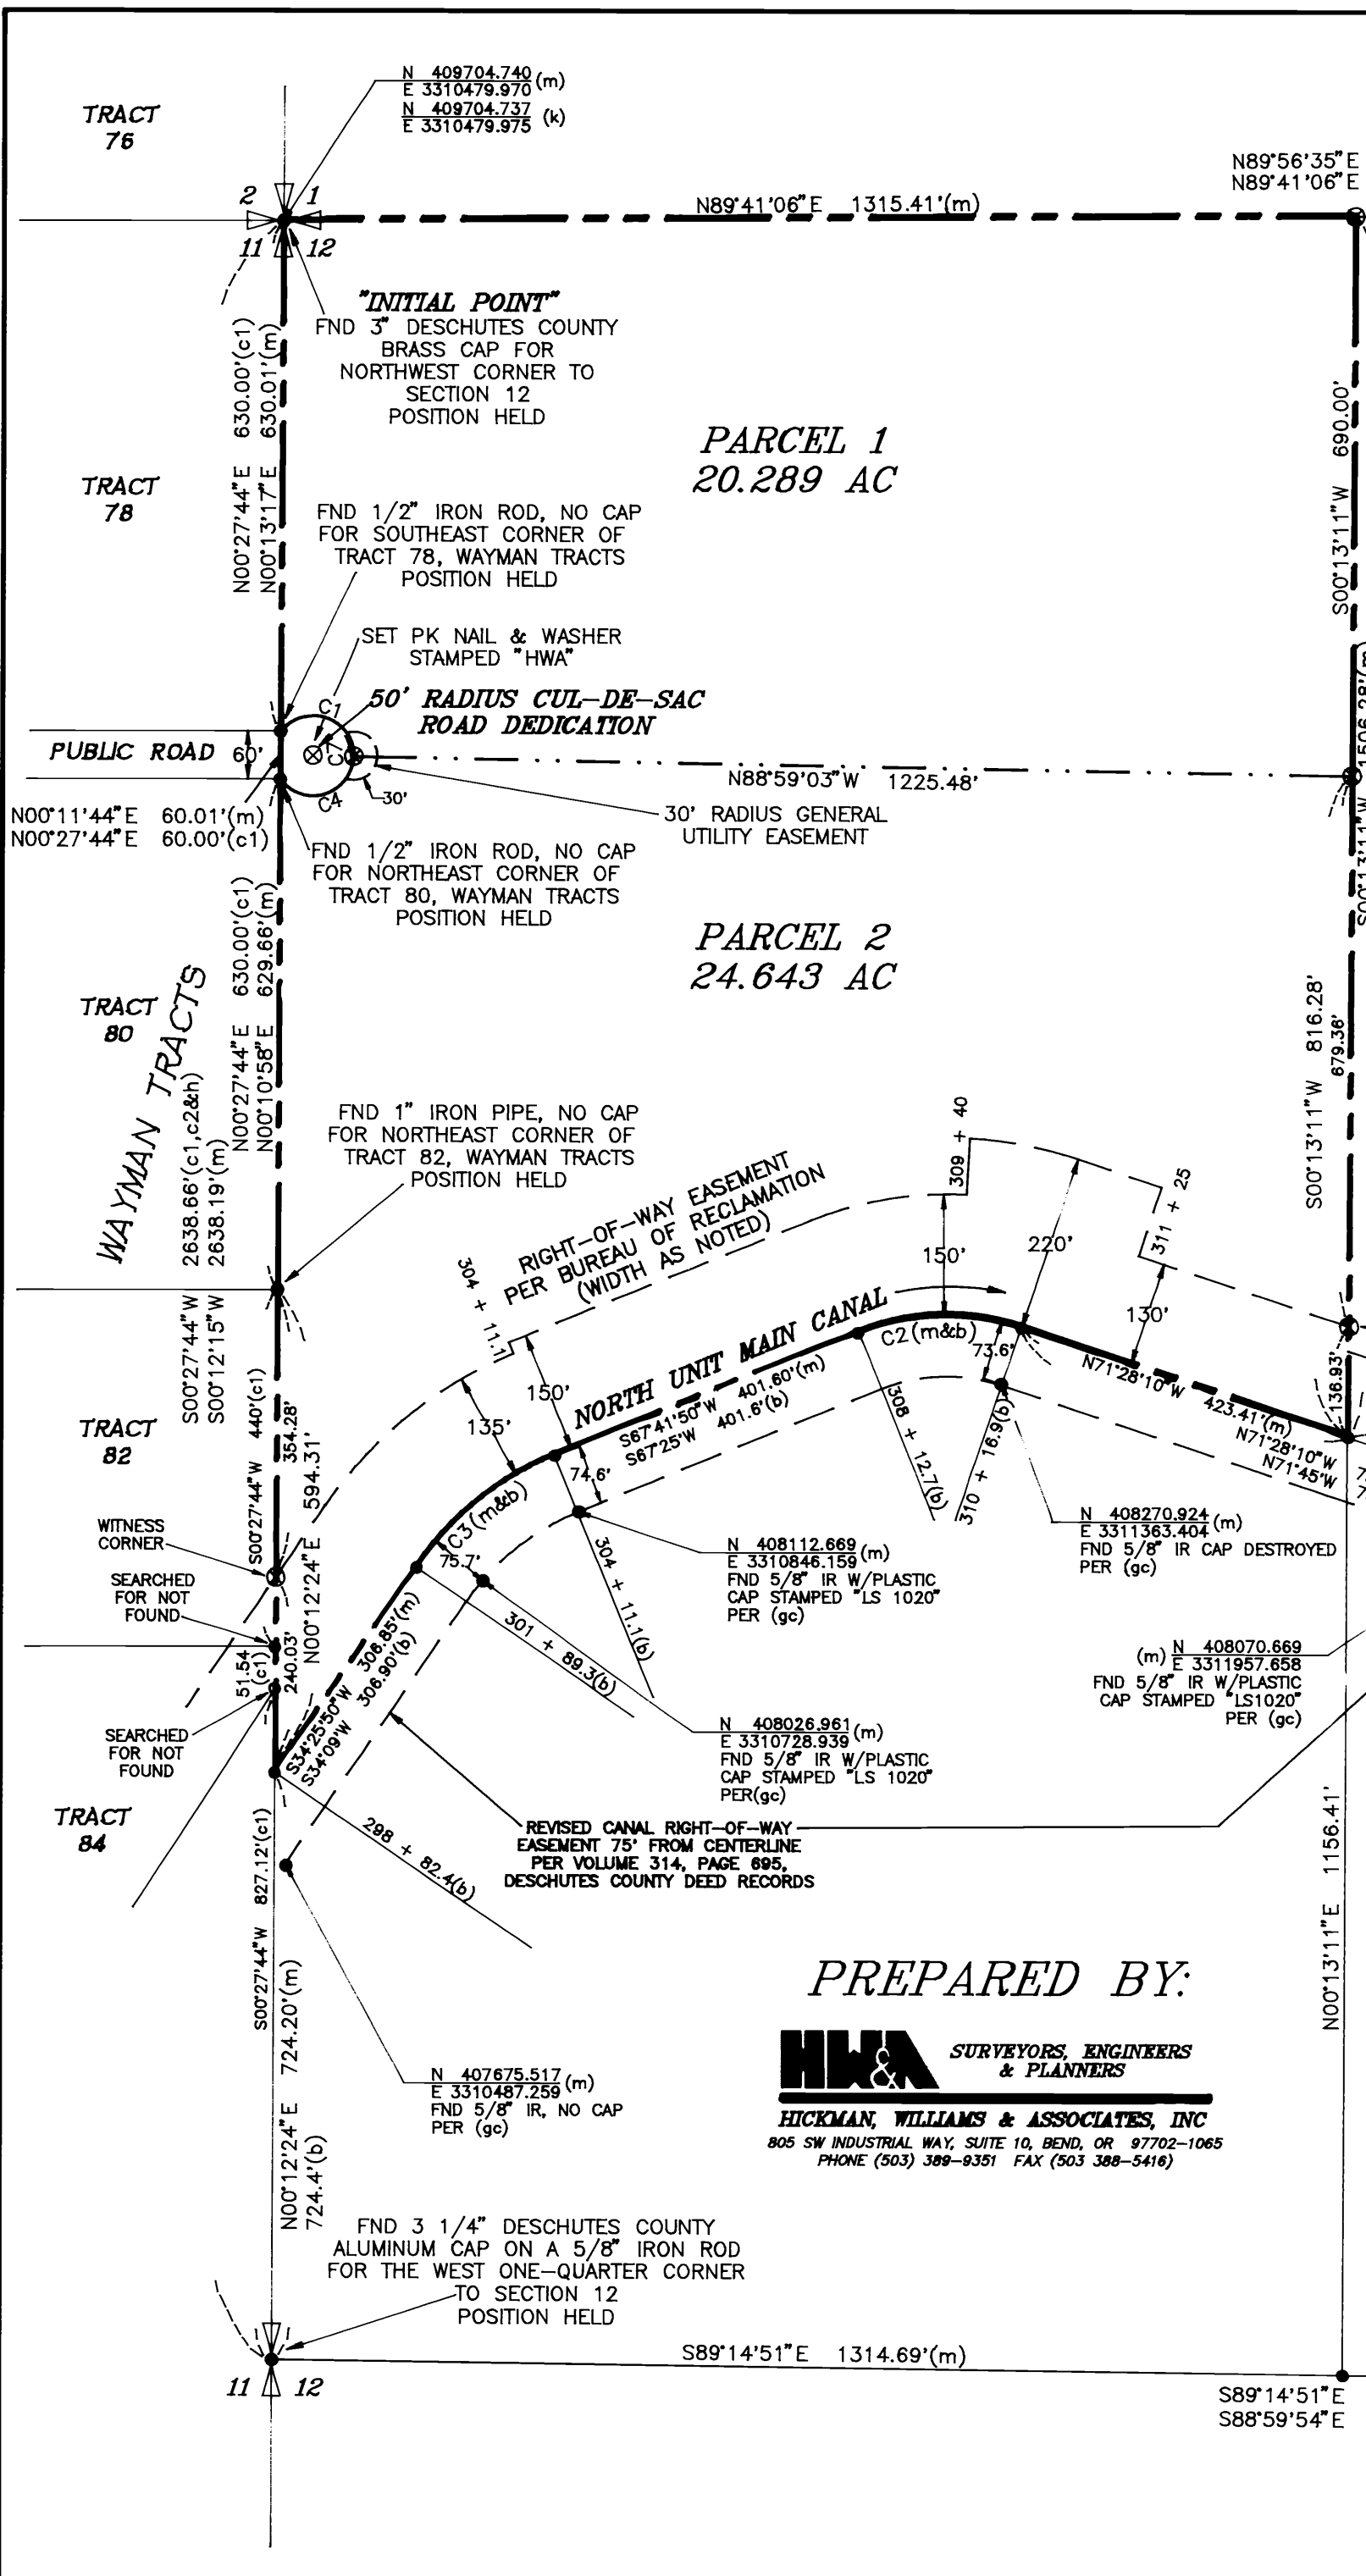 N 409704.740 (m)
E 3310479.970
N 409704.737 (k)
E 3310479.975
TRACT
76
N89°56'35"E
N89°41'06"E
2 1
11 12
N89°41'06"E 1315.41'(m)
"INITIAL POINT"
FND 3" DESCHUTES COUNTY
BRASS CAP FOR
NORTHWEST CORNER TO
SECTION 12
POSITION HELD
N00°27'44"E 630.00'(c1)
N00°13'17"E 630.01'(m)
S00°13'11"W 690.00'
PARCEL 1
20.289 AC
TRACT
78
FND 1/2" IRON ROD, NO CAP
FOR SOUTHEAST CORNER OF
TRACT 78, WAYMAN TRACTS
POSITION HELD
SET PK NAIL & WASHER
STAMPED "HWA"
50' RADIUS CUL-DE-SAC
ROAD DEDICATION
C1
C4
PUBLIC ROAD 60'
30'
N88°59'03"W 1225.48'
S00°13'11"W 1506.28'(m)
N00°11'44"E 60.01'(m)
N00°27'44"E 60.00'(c1)
30' RADIUS GENERAL
UTILITY EASEMENT
FND 1/2" IRON ROD, NO CAP
FOR NORTHEAST CORNER OF
TRACT 80, WAYMAN TRACTS
POSITION HELD
N00°27'44"E 630.00'(c1)
N00°10'58"E 629.66'(m)
PARCEL 2
24.643 AC
TRACT
80
WAYMAN TRACTS
S00°27'44"W 2638.66'(c1,c2&h)
S00°12'15"W 2638.19'(m)
S00°13'11"W 816.28'
679.36'
FND 1" IRON PIPE, NO CAP
FOR NORTHEAST CORNER OF
TRACT 82, WAYMAN TRACTS
POSITION HELD
RIGHT-OF-WAY EASEMENT
PER BUREAU OF RECLAMATION
(WIDTH AS NOTED)
304 + 11.1
309 + 40
311 + 25
150'
220'
130'
150'
135'
NORTH UNIT MAIN CANAL
C2(m&b)
73.6'
S67°41'50"W 401.60'(m)
S67°25'W 401.6'(b)
N71°28'10"W 423.41'(m)
N71°28'10"W
N71°45'W
136.93'
74.6'
C3(m&b)
75.7'
308 + 12.7(b)
310 + 16.9(b)
304 + 11.1(b)
301 + 89.3(b)
TRACT
82
S00°27'44"W 440'(c1)
354.28'
N00°12'24"E 594.31'
WITNESS
CORNER
SEARCHED
FOR NOT
FOUND
51.54
(c1)
240.03'
SEARCHED
FOR NOT
FOUND
S34°25'50"W 306.85'(m)
S34°09'W 306.90'(b)
N 408270.924 (m)
E 3311363.404
FND 5/8" IR CAP DESTROYED
PER (gc)
N 408112.669 (m)
E 3310846.159
FND 5/8" IR W/PLASTIC
CAP STAMPED "LS 1020"
PER (gc)
(m) N 408070.669
E 3311957.658
FND 5/8" IR W/PLASTIC
CAP STAMPED "LS1020"
PER (gc)
N 408026.961 (m)
E 3310728.939
FND 5/8" IR W/PLASTIC
CAP STAMPED "LS 1020"
PER(gc)
TRACT
84
REVISED CANAL RIGHT-OF-WAY
EASEMENT 75' FROM CENTERLINE
PER VOLUME 314, PAGE 695,
DESCHUTES COUNTY DEED RECORDS
298 + 82.4(b)
S00°27'44"W 827.12'(c1)
N00°12'24"E 724.20'(m)
724.4'(b)
N00°13'11"E 1156.41'
N 407675.517 (m)
E 3310487.259
FND 5/8" IR, NO CAP
PER (gc)
PREPARED BY:
HW&A
SURVEYORS, ENGINEERS
& PLANNERS
HICKMAN, WILLIAMS & ASSOCIATES, INC
805 SW INDUSTRIAL WAY, SUITE 10, BEND, OR 97702-1065
PHONE (503) 389-9351 FAX (503 388-5416)
FND 3 1/4" DESCHUTES COUNTY
ALUMINUM CAP ON A 5/8" IRON ROD
FOR THE WEST ONE-QUARTER CORNER
TO SECTION 12
POSITION HELD
S89°14'51"E 1314.69'(m)
11 12
S89°14'51"E
S88°59'54"E